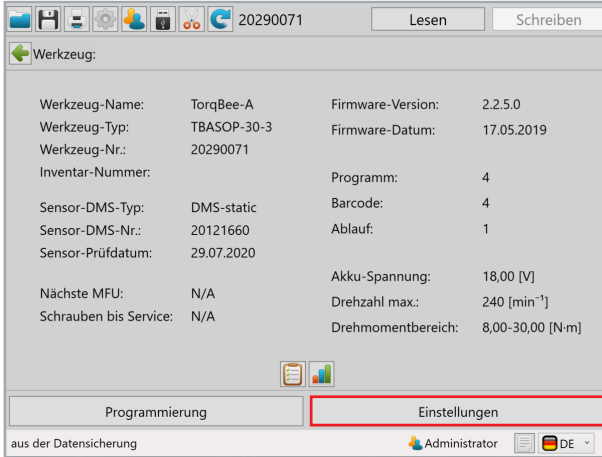 20290071 Lesen Schreiben
Werkzeug:
Werkzeug-Name: TorqBee-A
Werkzeug-Typ: TBASOP-30-3
Werkzeug-Nr.: 20290071
Inventar-Nummer:
Sensor-DMS-Typ: DMS-static
Sensor-DMS-Nr.: 20121660
Sensor-Prüfdatum: 29.07.2020
Nächste MFU: N/A
Schrauben bis Service: N/A
Firmware-Version: 2.2.5.0
Firmware-Datum: 17.05.2019
Programm: 4
Barcode: 4
Ablauf: 1
Akku-Spannung: 18,00 [V]
Drehzahl max.: 240 [min⁻¹]
Drehmomentbereich: 8,00-30,00 [N·m]
Programmierung Einstellungen
aus der Datensicherung Administrator DE